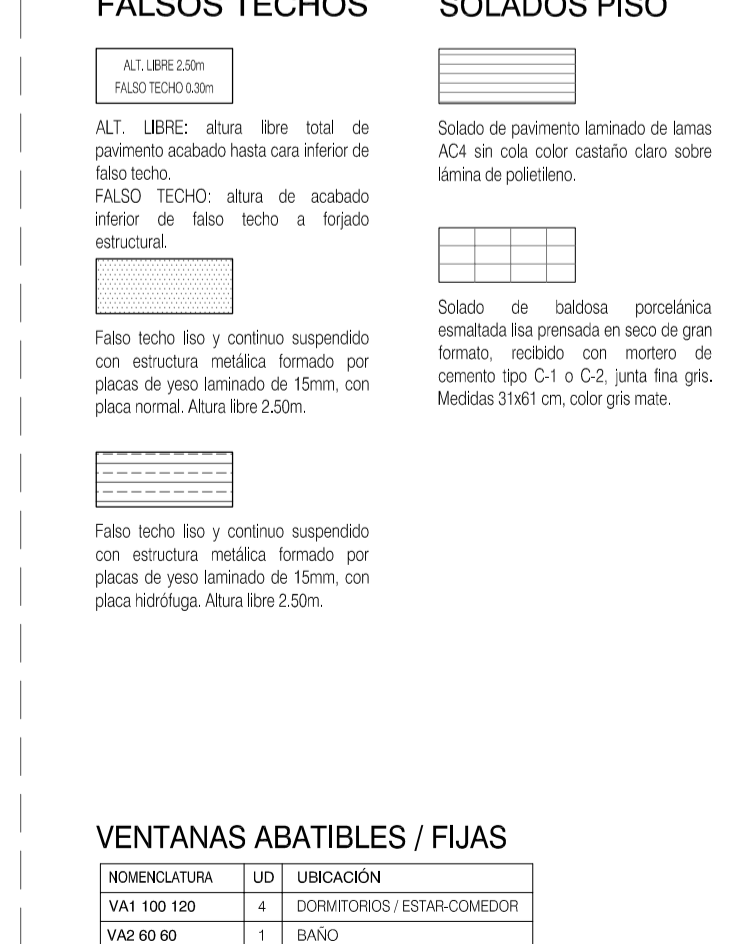 FALSOS TECHOS
ALT. LIBRE 2.50m
FALSO TECHO 0.30m
ALT. LIBRE: altura libre total de
pavimento acabado hasta cara inferior de
falso techo.
FALSO TECHO: altura de acabado
inferior de falso techo a forjado
estructural.
Falso techo liso y continuo suspendido
con estructura metálica formado por
placas de yeso laminado de 15mm, con
placa normal. Altura libre 2.50m.
Falso techo liso y continuo suspendido
con estructura metálica formado por
placas de yeso laminado de 15mm, con
placa hidrófuga. Altura libre 2.50m.
SOLADOS PISO
Solado de pavimento laminado de lamas
AC4 sin cola color castaño claro sobre
lámina de polietileno.
Solado de baldosa porcelánica
esmaltada lisa prensada en seco de gran
formato, recibido con mortero de
cemento tipo C-1 o C-2, junta fina gris.
Medidas 31x61 cm, color gris mate.
VENTANAS ABATIBLES / FIJAS
NOMENCLATURA UD UBICACIÓN
VA1 100 120 4 DORMITORIOS / ESTAR-COMEDOR
VA2 60 60 1 BAÑO